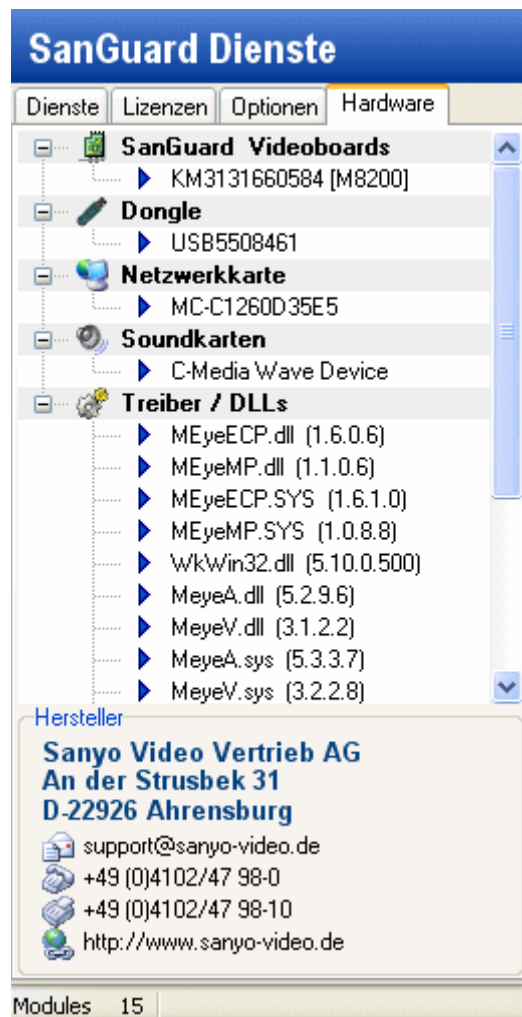 SanGuard Dienste
Dienste Lizenzen Optionen Hardware
SanGuard Videoboards
KM3131660584 [M8200]
Dongle
USB5508461
Netzwerkkarte
MC-C1260D35E5
Soundkarten
C-Media Wave Device
Treiber / DLLs
MEyeECP.dll (1.6.0.6)
MEyeMP.dll (1.1.0.6)
MEyeECP.SYS (1.6.1.0)
MEyeMP.SYS (1.0.8.8)
WkWin32.dll (5.10.0.500)
MeyeA.dll (5.2.9.6)
MeyeV.dll (3.1.2.2)
MeyeA.sys (5.3.3.7)
MeyeV.sys (3.2.2.8)
Hersteller
Sanyo Video Vertrieb AG
An der Strusbek 31
D-22926 Ahrensburg
support@sanyo-video.de
+49 (0)4102/47 98-0
+49 (0)4102/47 98-10
http://www.sanyo-video.de
Modules 15